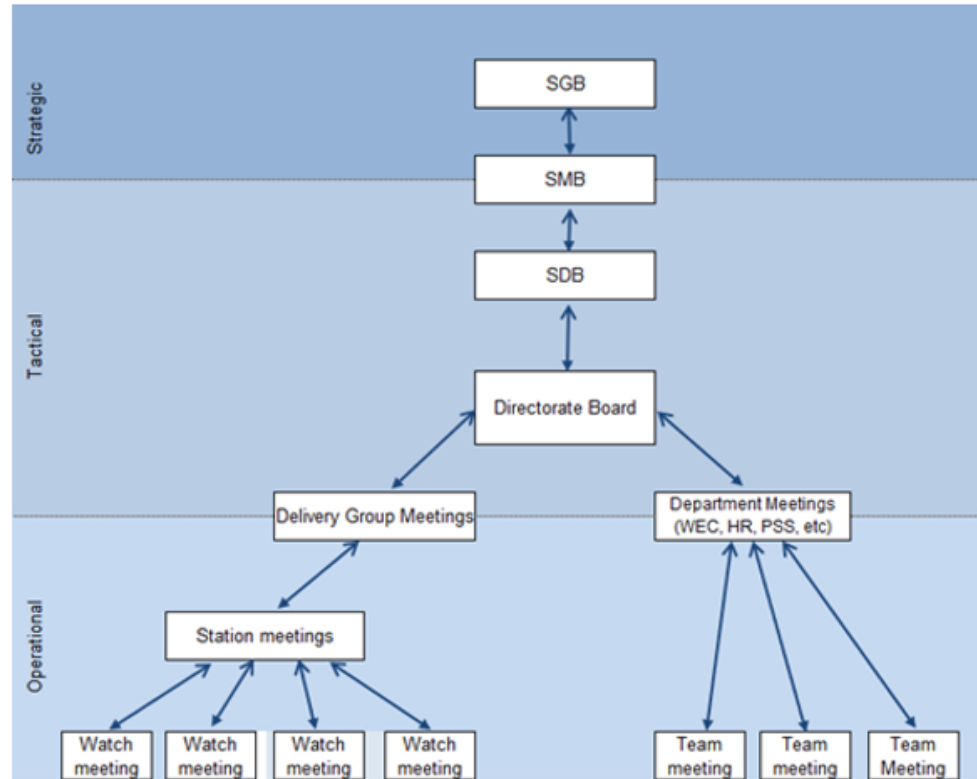 Strategic
SGB
SMB
Tactical
SDB
Directorate Board
Delivery Group Meetings
Department Meetings
(WEC, HR, PSS, etc)
Operational
Station meetings
Watch
meeting
Watch
meeting
Watch
meeting
Watch
meeting
Team
meeting
Team
meeting
Team
Meeting